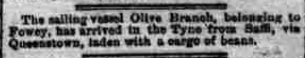 The sailing vessel Olive Branch, belonging to
Fowey, has arrived in the Tyne from Saffi, via
Queenstown, laden with a cargo of beans.